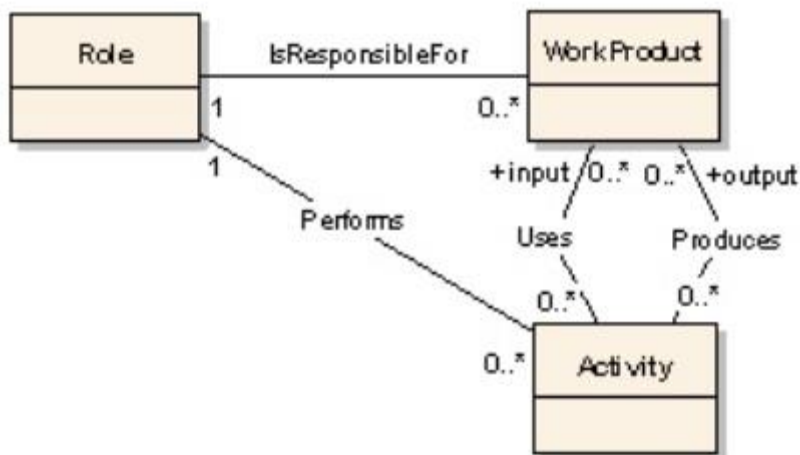 Role
IsResponsibleFor
WorkProduct
1
0..*
1
+input
0..*
0..*
+output
Performs
Uses
Produces
0..*
0..*
0..*
Activity